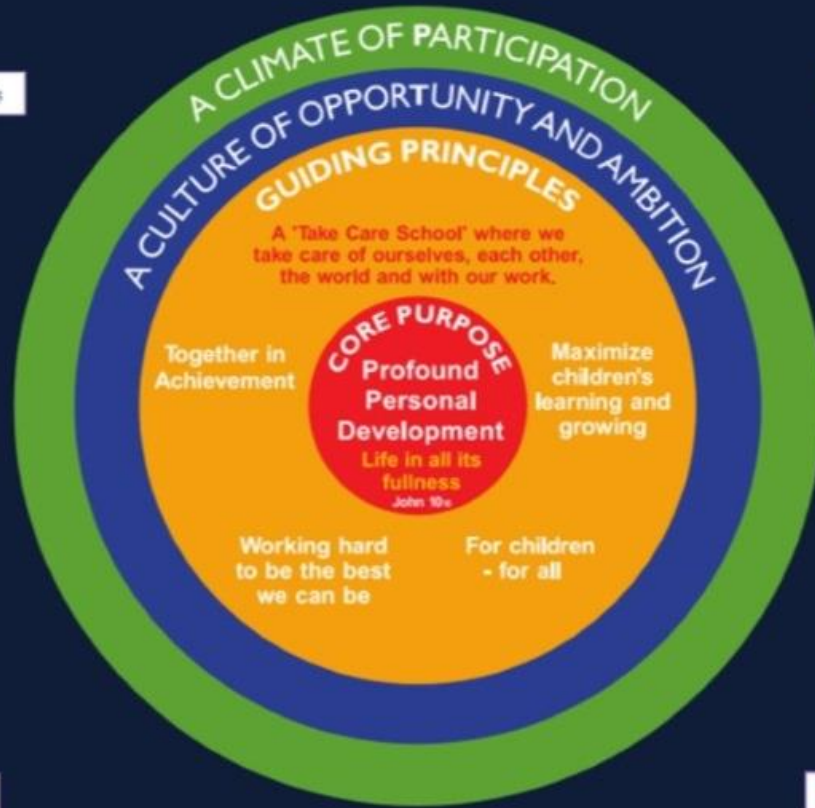 A CLIMATE OF PARTICIPATION
A CULTURE OF OPPORTUNITY AND AMBITION
GUIDING PRINCIPLES
A 'Take Care School' where we
take care of ourselves, each other,
the world and with our work.
Together in
Achievement
CORE PURPOSE
Profound
Personal
Development
Life in all its
fullness
John 10
Maximize
children's
learning and
growing
Working hard
to be the best
we can be
For children
- for all